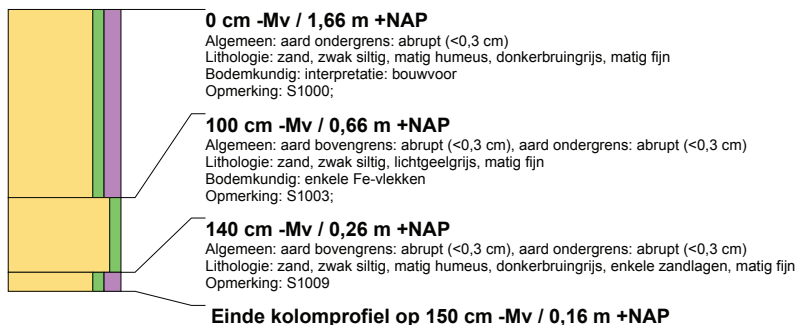 0 cm -Mv / 1,66 m +NAP
Algemeen: aard ondergrens: abrupt (<0,3 cm)
Lithologie: zand, zwak siltig, matig humeus, donkerbruingrijs, matig fijn
Bodemkundig: interpretatie: bouwvoor
Opmerking: S1000;
100 cm -Mv / 0,66 m +NAP
Algemeen: aard bovengrens: abrupt (<0,3 cm), aard ondergrens: abrupt (<0,3 cm)
Lithologie: zand, zwak siltig, lichtgeelgrijs, matig fijn
Bodemkundig: enkele Fe-vlekken
Opmerking: S1003;
140 cm -Mv / 0,26 m +NAP
Algemeen: aard bovengrens: abrupt (<0,3 cm), aard ondergrens: abrupt (<0,3 cm)
Lithologie: zand, zwak siltig, matig humeus, donkerbruingrijs, enkele zandlagen, matig fijn
Opmerking: S1009
Einde kolomprofiel op 150 cm -Mv / 0,16 m +NAP